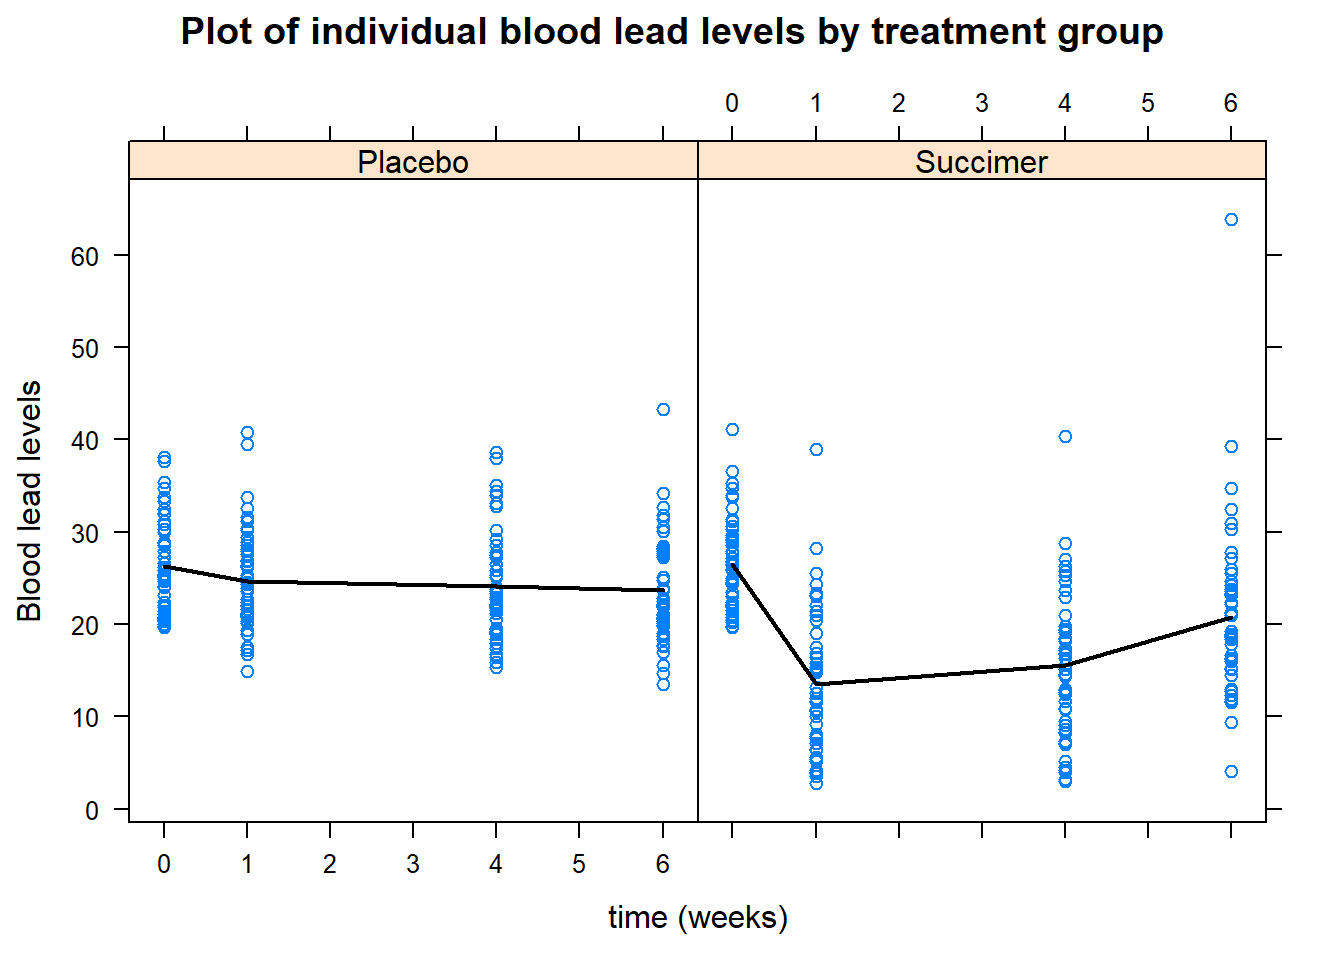 Plot of individual blood lead levels by treatment group
0 1 2 3 4 5 6
Placebo
Succimer
60
50
40
30
20
10
0
Blood lead levels
0 1 2 3 4 5 6
time (weeks)